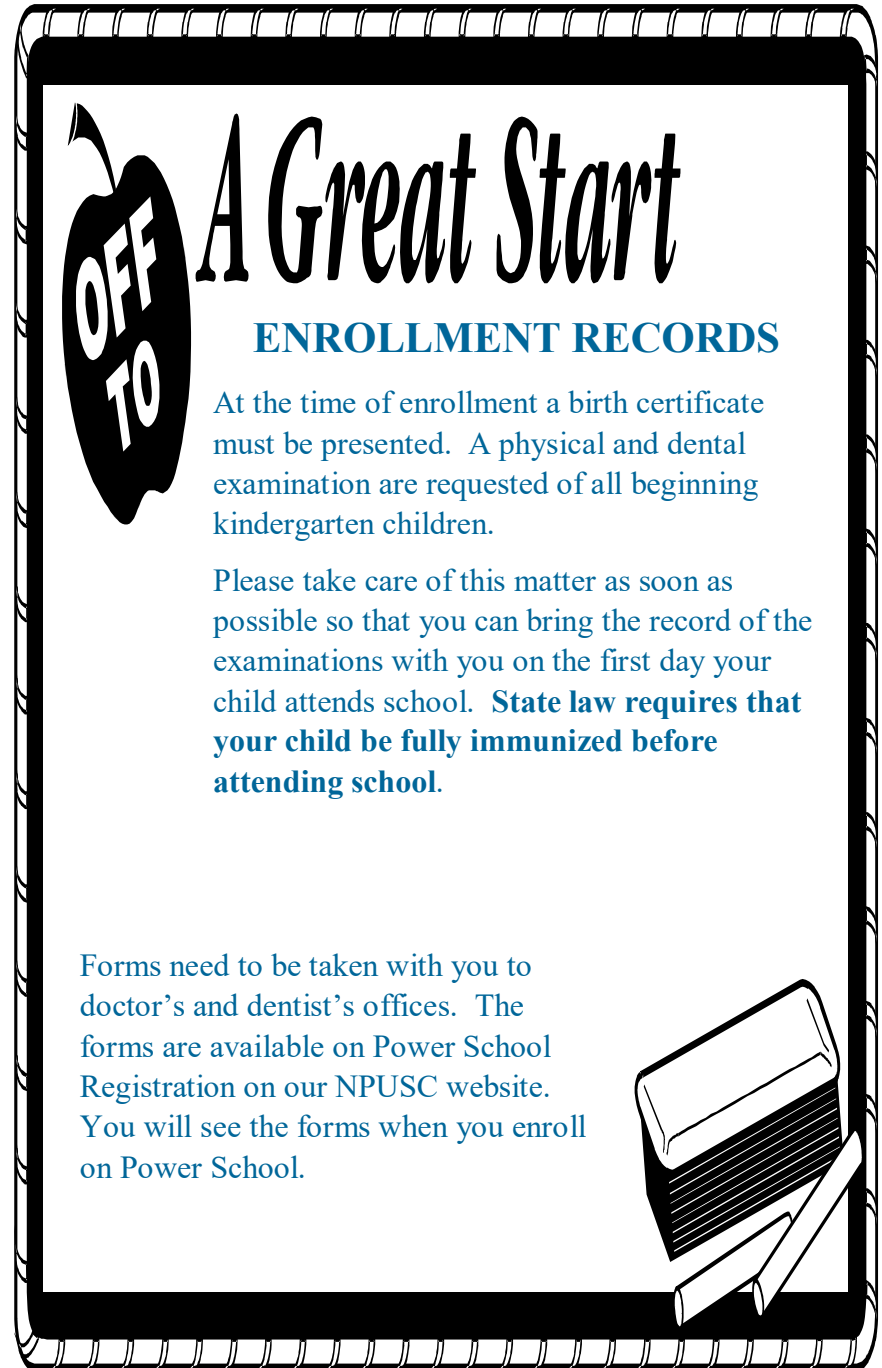 OFF
TO
A Great Start
ENROLLMENT RECORDS
At the time of enrollment a birth certificate
must be presented.  A physical and dental
examination are requested of all beginning
kindergarten children.
Please take care of this matter as soon as
possible so that you can bring the record of the
examinations with you on the first day your
child attends school.  State law requires that
your child be fully immunized before
attending school.
Forms need to be taken with you to
doctor’s and dentist’s offices.  The
forms are available on Power School
Registration on our NPUSC website.
You will see the forms when you enroll
on Power School.